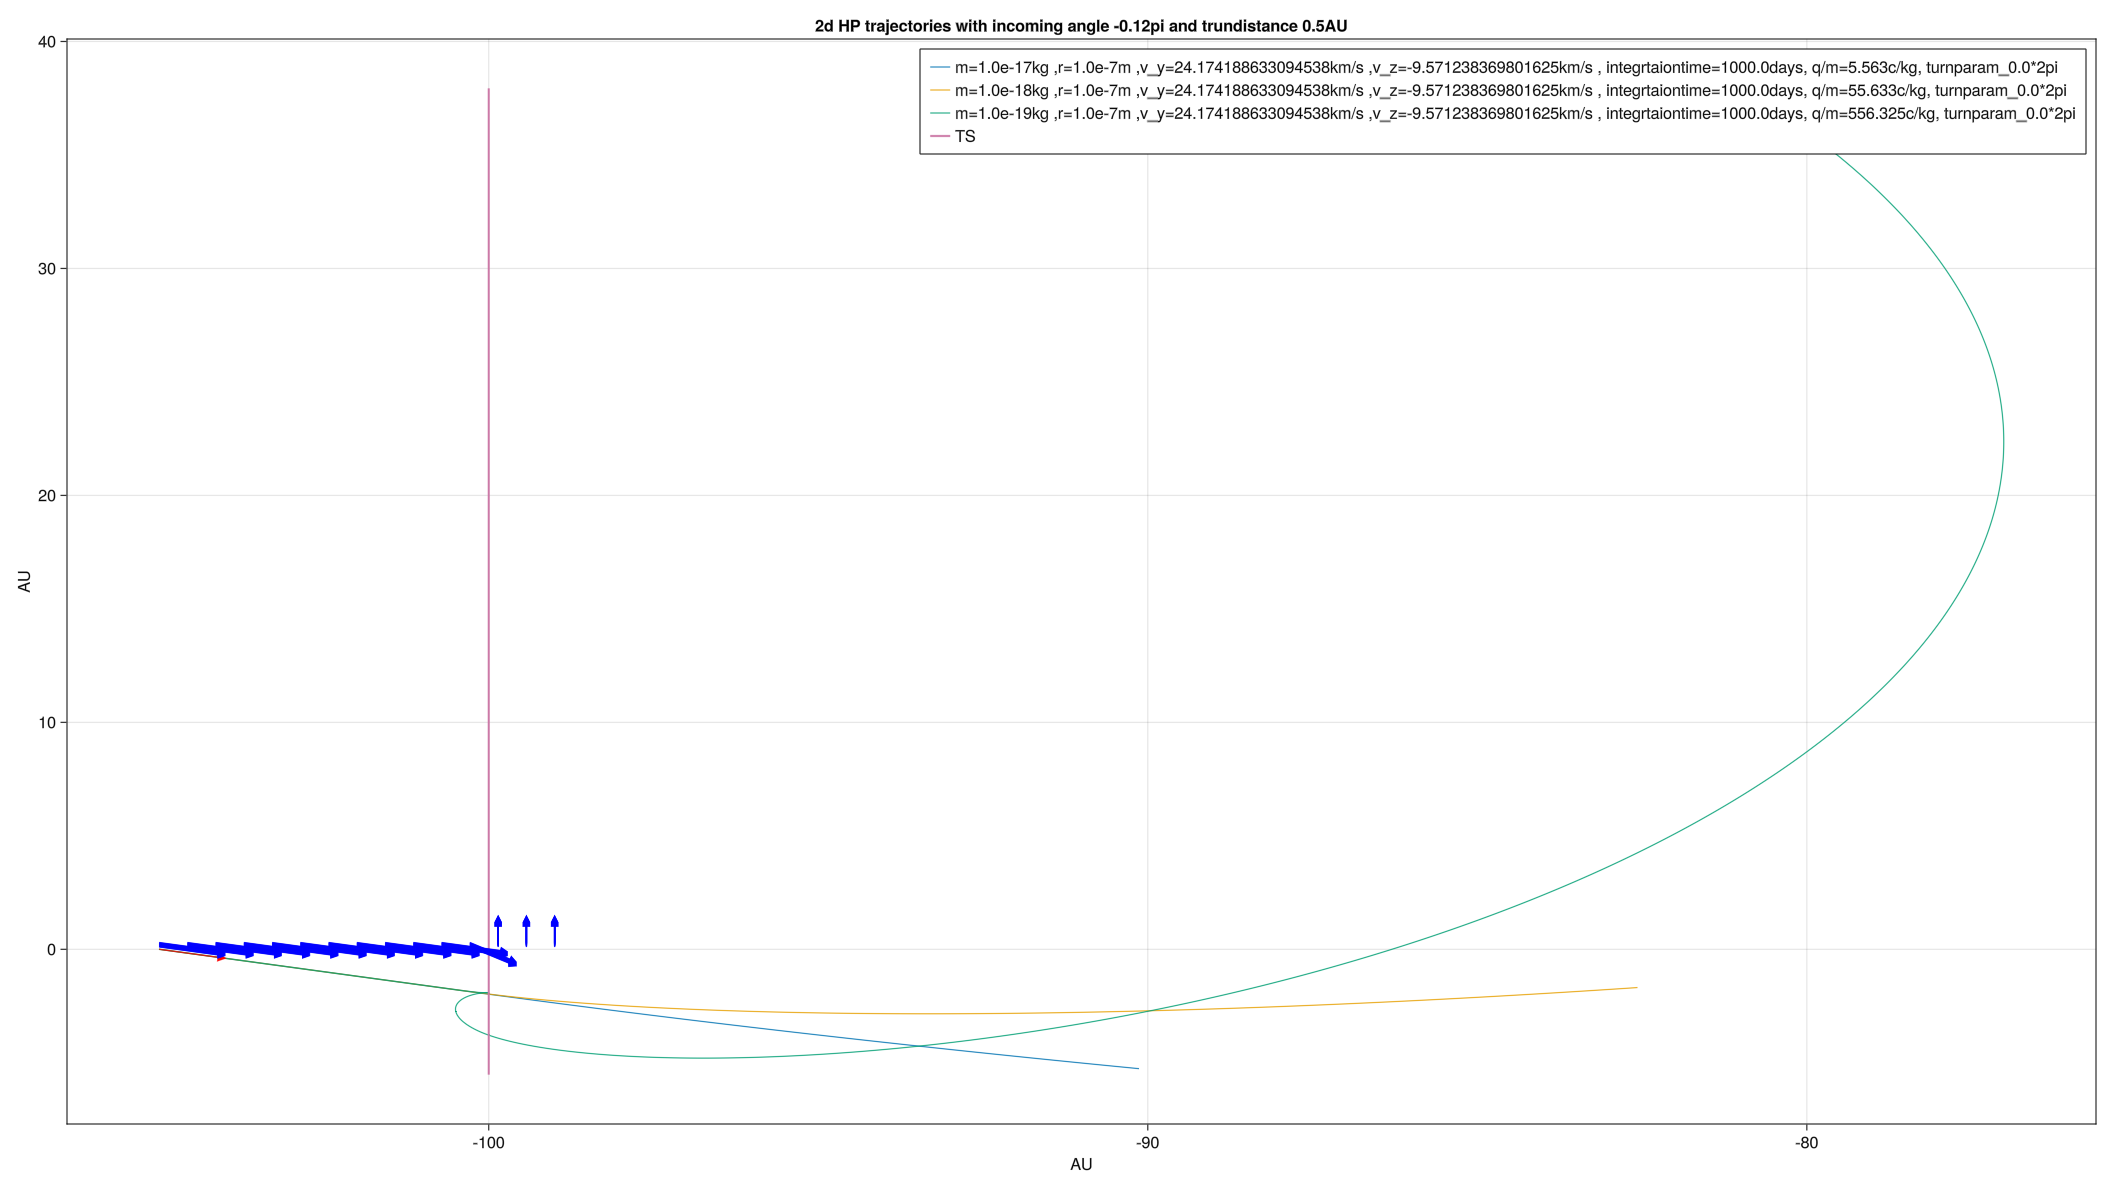 2d HP trajectories with incoming angle -0.12pi and trundistance 0.5AU
40
m=1.0e-17kg ,r=1.0e-7m ,v_y=24.174188633094538km/s ,v_z=-9.571238369801625km/s , integrtaiontime=1000.0days, q/m=5.563c/kg, turnparam_0.0*2pi
m=1.0e-18kg ,r=1.0e-7m ,v_y=24.174188633094538km/s ,v_z=-9.571238369801625km/s , integrtaiontime=1000.0days, q/m=55.633c/kg, turnparam_0.0*2pi
m=1.0e-19kg ,r=1.0e-7m ,v_y=24.174188633094538km/s ,v_z=-9.571238369801625km/s , integrtaiontime=1000.0days, q/m=556.325c/kg, turnparam_0.0*2pi
TS
30
20
AU
10
0
-100
-90
-80
AU